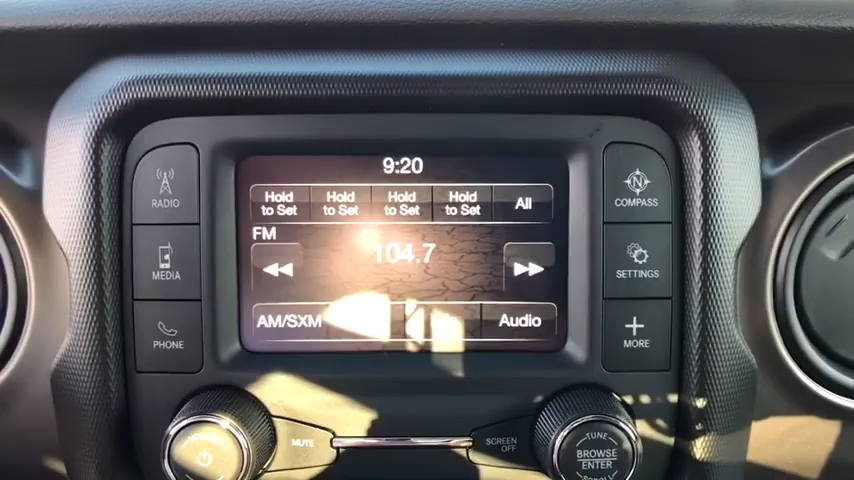 9:20
Hold to Set
Hold to Set
Hold to Set
Hold to Set
All
FM
104.7
AM/SXM
Audio
RADIO
MEDIA
PHONE
N
COMPASS
SETTINGS
MORE
MUTE
SCREEN OFF
TUNE
BROWSE
ENTER
SCROLL